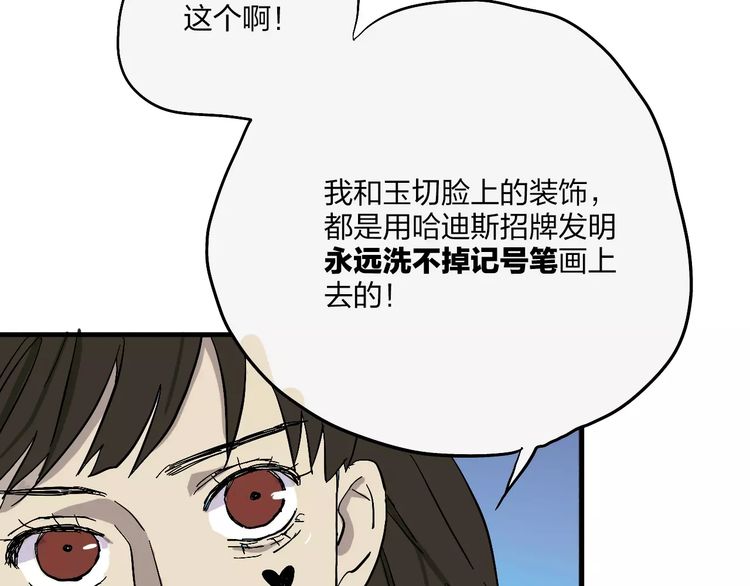 这个啊！
我和玉切脸上的装饰，
都是用哈迪斯招牌发明
永远洗不掉记号笔画上
去的！